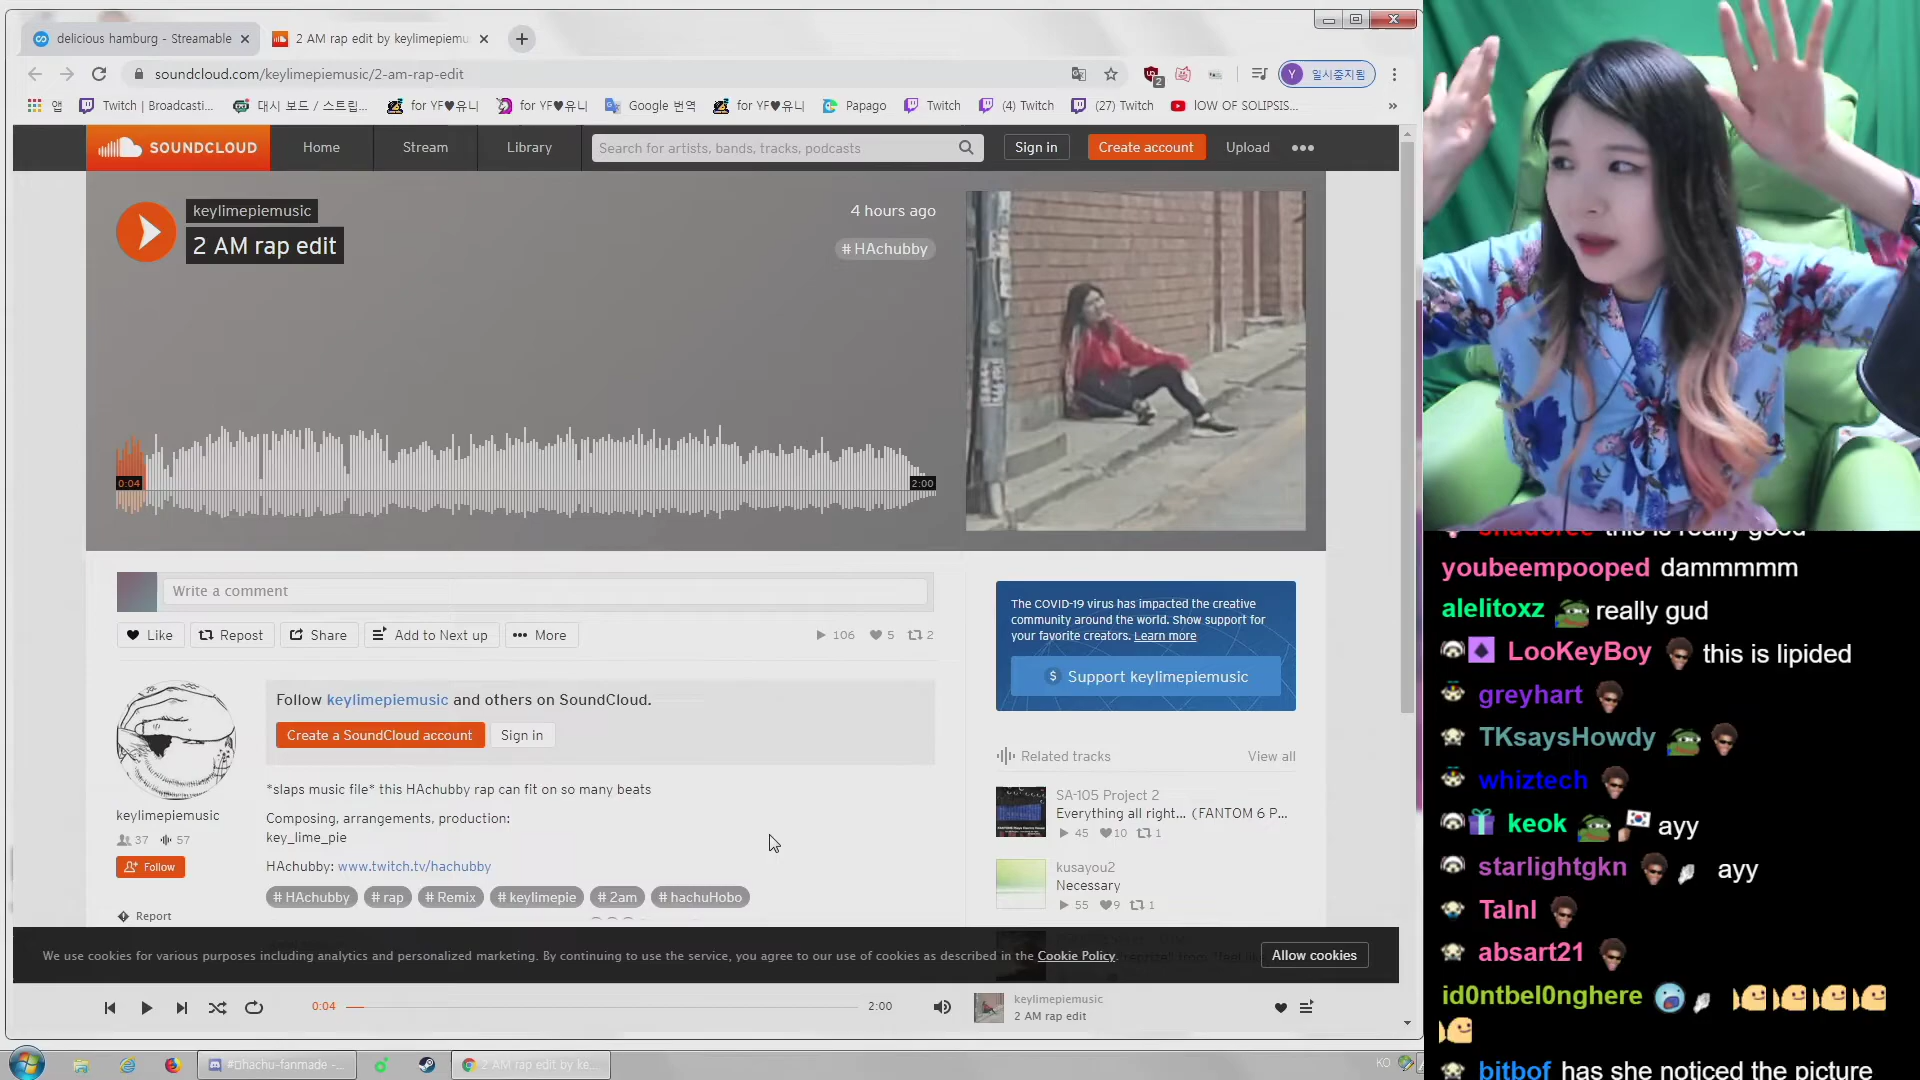 delicious hamburg - Streamable
2 AM rap edit by keylimepiemu
soundcloud.com/keylimepiemusic/2-am-rap-edit
2
Y 일시중지됨
앱
Twitch | Broadcasti...
대시 보드 / 스트림...
for YF♥유니
for YF♥유니
Google 번역
for YF♥유니
Papago
Twitch
(4) Twitch
(27) Twitch
lOW OF SOLIPSIS...
»
SOUNDCLOUD
Home
Stream
Library
Search for artists, bands, tracks, podcasts
Sign in
Create account
Upload
keylimepiemusic
2 AM rap edit
4 hours ago
# HAchubby
0:04
2:00
Write a comment
Like
Repost
Share
Add to Next up
More
106
5
2
Follow keylimepiemusic and others on SoundCloud.
Create a SoundCloud account
Sign in
keylimepiemusic
37
57
Follow
Report
*slaps music file* this HAchubby rap can fit on so many beats
Composing, arrangements, production:
key_lime_pie
HAchubby: www.twitch.tv/hachubby
# HAchubby
# rap
# Remix
# keylimepie
# 2am
# hachuHobo
The COVID-19 virus has impacted the creative
community around the world. Show support for
your favorite creators. Learn more
$ Support keylimepiemusic
Related tracks
View all
SA-105 Project 2
Everything all right... (FANTOM 6 P...
45
10
1
kusayou2
Necessary
55
9
1
We use cookies for various purposes including analytics and personalized marketing. By continuing to use the service, you agree to our use of cookies as described in the Cookie Policy.
Allow cookies
0:04
2:00
keylimepiemusic
2 AM rap edit
2 AM rap edit by ke...
KO
this is really good
youbeempooped dammmmm
alelitoxz really gud
LooKeyBoy this is lipided
greyhart
TKsaysHowdy
whiztech
keok ayy
starlightgkn ayy
absart21
id0ntbel0nghere
bitbof has she noticed the picture